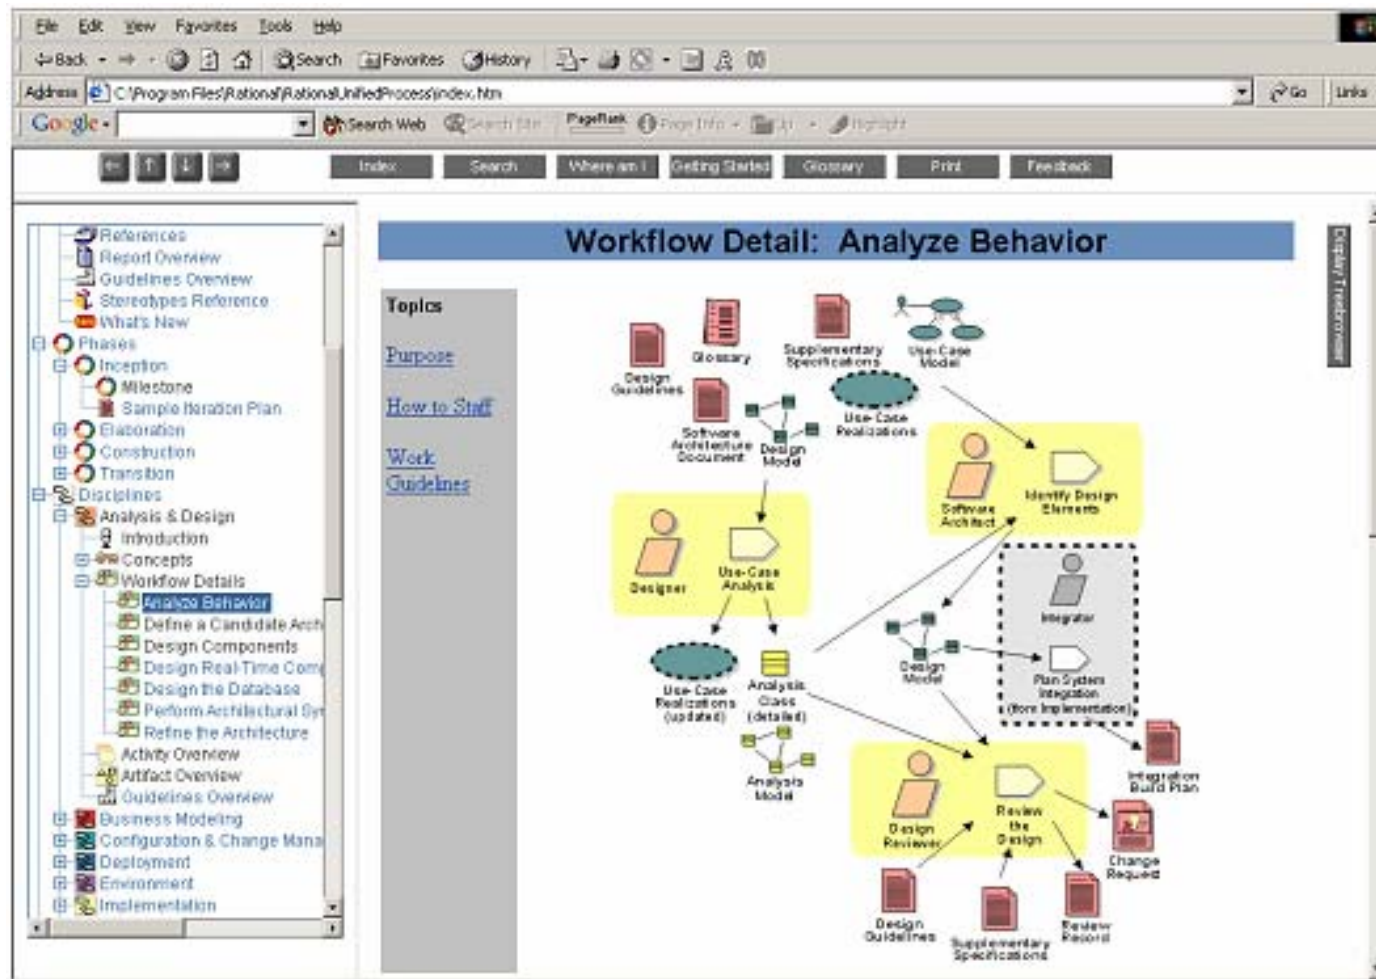 File Edit View Favorites Tools Help
Back Search Favorites History
Address C:\Program Files\Rational\RationalUnifiedProcess\index.htm Go Links
Google Search Web Search Site PageRank Page Info Up Highlight
Index Search Where am I Getting Started Glossary Print Feedback
References
Report Overview
Guidelines Overview
Stereotypes Reference
What's New
Phases
Inception
Milestone
Sample Iteration Plan
Elaboration
Construction
Transition
Disciplines
Analysis & Design
Introduction
Concepts
Workflow Details
Analyze Behavior
Define a Candidate Arch
Design Components
Design Real-Time Comp
Design the Database
Perform Architectural Syn
Refine the Architecture
Activity Overview
Artifact Overview
Guidelines Overview
Business Modeling
Configuration & Change Mana
Deployment
Environment
Implementation
Workflow Detail: Analyze Behavior
Display Treebrowser
Topics
Purpose
How to Staff
Work
Guidelines
Design
Guidelines
Glossary
Supplementary
Specifications
Use-Case
Model
Software
Architecture
Document
Design
Model
Use-Case
Realizations
Software
Architect
Identify Design
Elements
Designer
Use-Case
Analysis
Integrator
Plan System
Integration
(from Implementation)
Use-Case
Realizations
(updated)
Analysis
Class
(detailed)
Design
Model
Analysis
Model
Integration
Build Plan
Design
Reviewer
Review
the
Design
Change
Request
Design
Guidelines
Supplementary
Specifications
Review
Record